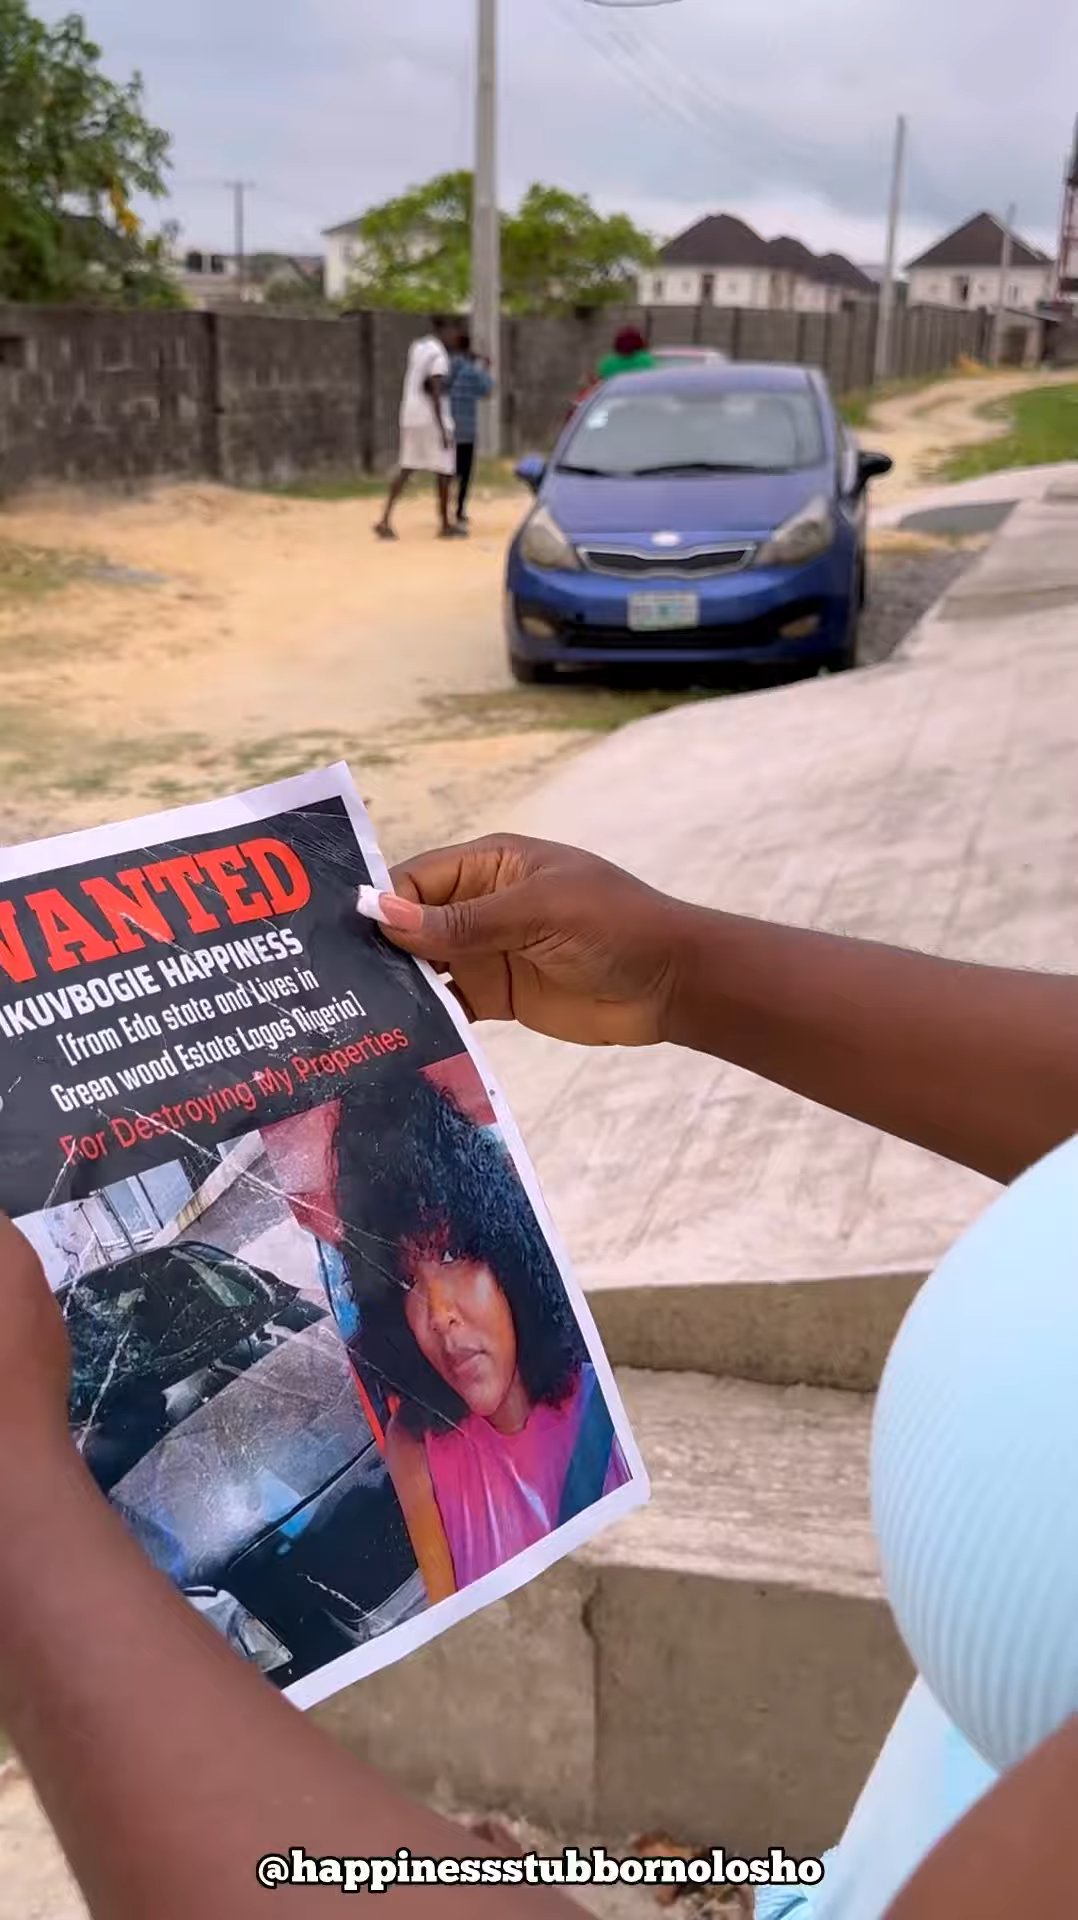 WANTED
IKUVBOGIE HAPPINESS
[from Edo state and Lives in
Green wood Estate Lagos Nigeria]
For Destroying My Properties
@happinessstubbornolosho